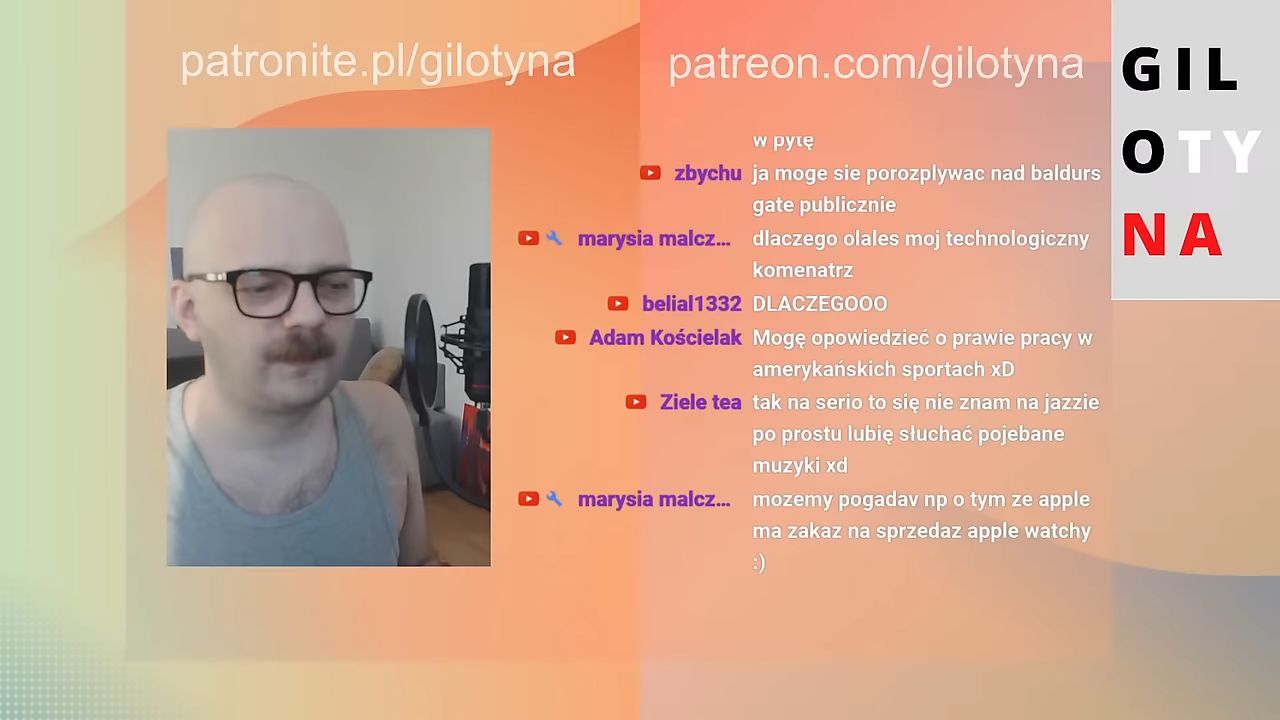 patronite.pl/gilotyna
patreon.com/gilotyna
GIL
OTY
NA
w pytę
zbychu ja moge sie porozplywac nad baldurs
gate publicznie
marysia malcz... dlaczego olales moj technologiczny
komenatrz
belial1332 DLACZEGOOO
Adam Kościelak Mogę opowiedzieć o prawie pracy w
amerykańskich sportach xD
Ziele tea tak na serio to się nie znam na jazzie
po prostu lubię słuchać pojebane
muzyki xd
marysia malcz... mozemy pogadav np o tym ze apple
ma zakaz na sprzedaz apple watchy
:)